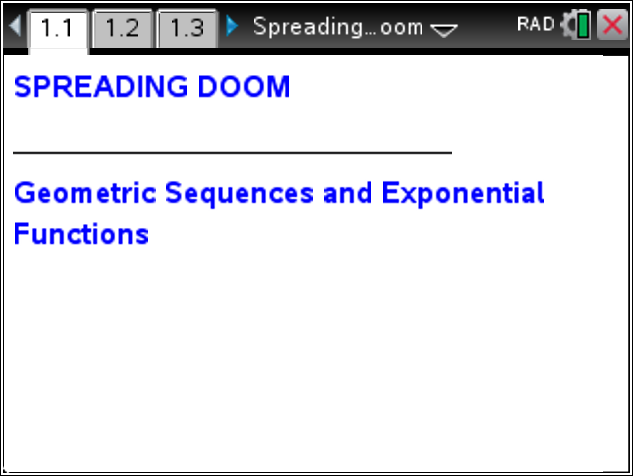 1.1 1.2 1.3 Spreading...oom RAD
SPREADING DOOM
Geometric Sequences and Exponential
Functions